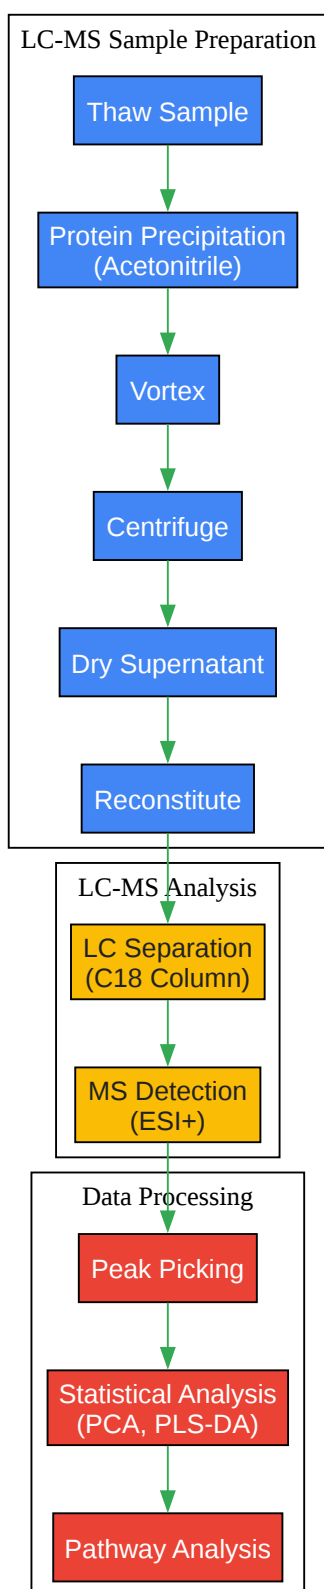 LC-MS Sample Preparation
Thaw Sample
Protein Precipitation
(Acetonitrile)
Vortex
Centrifuge
Dry Supernatant
Reconstitute
LC-MS Analysis
LC Separation
(C18 Column)
MS Detection
(ESI+)
Data Processing
Peak Picking
Statistical Analysis
(PCA, PLS-DA)
Pathway Analysis